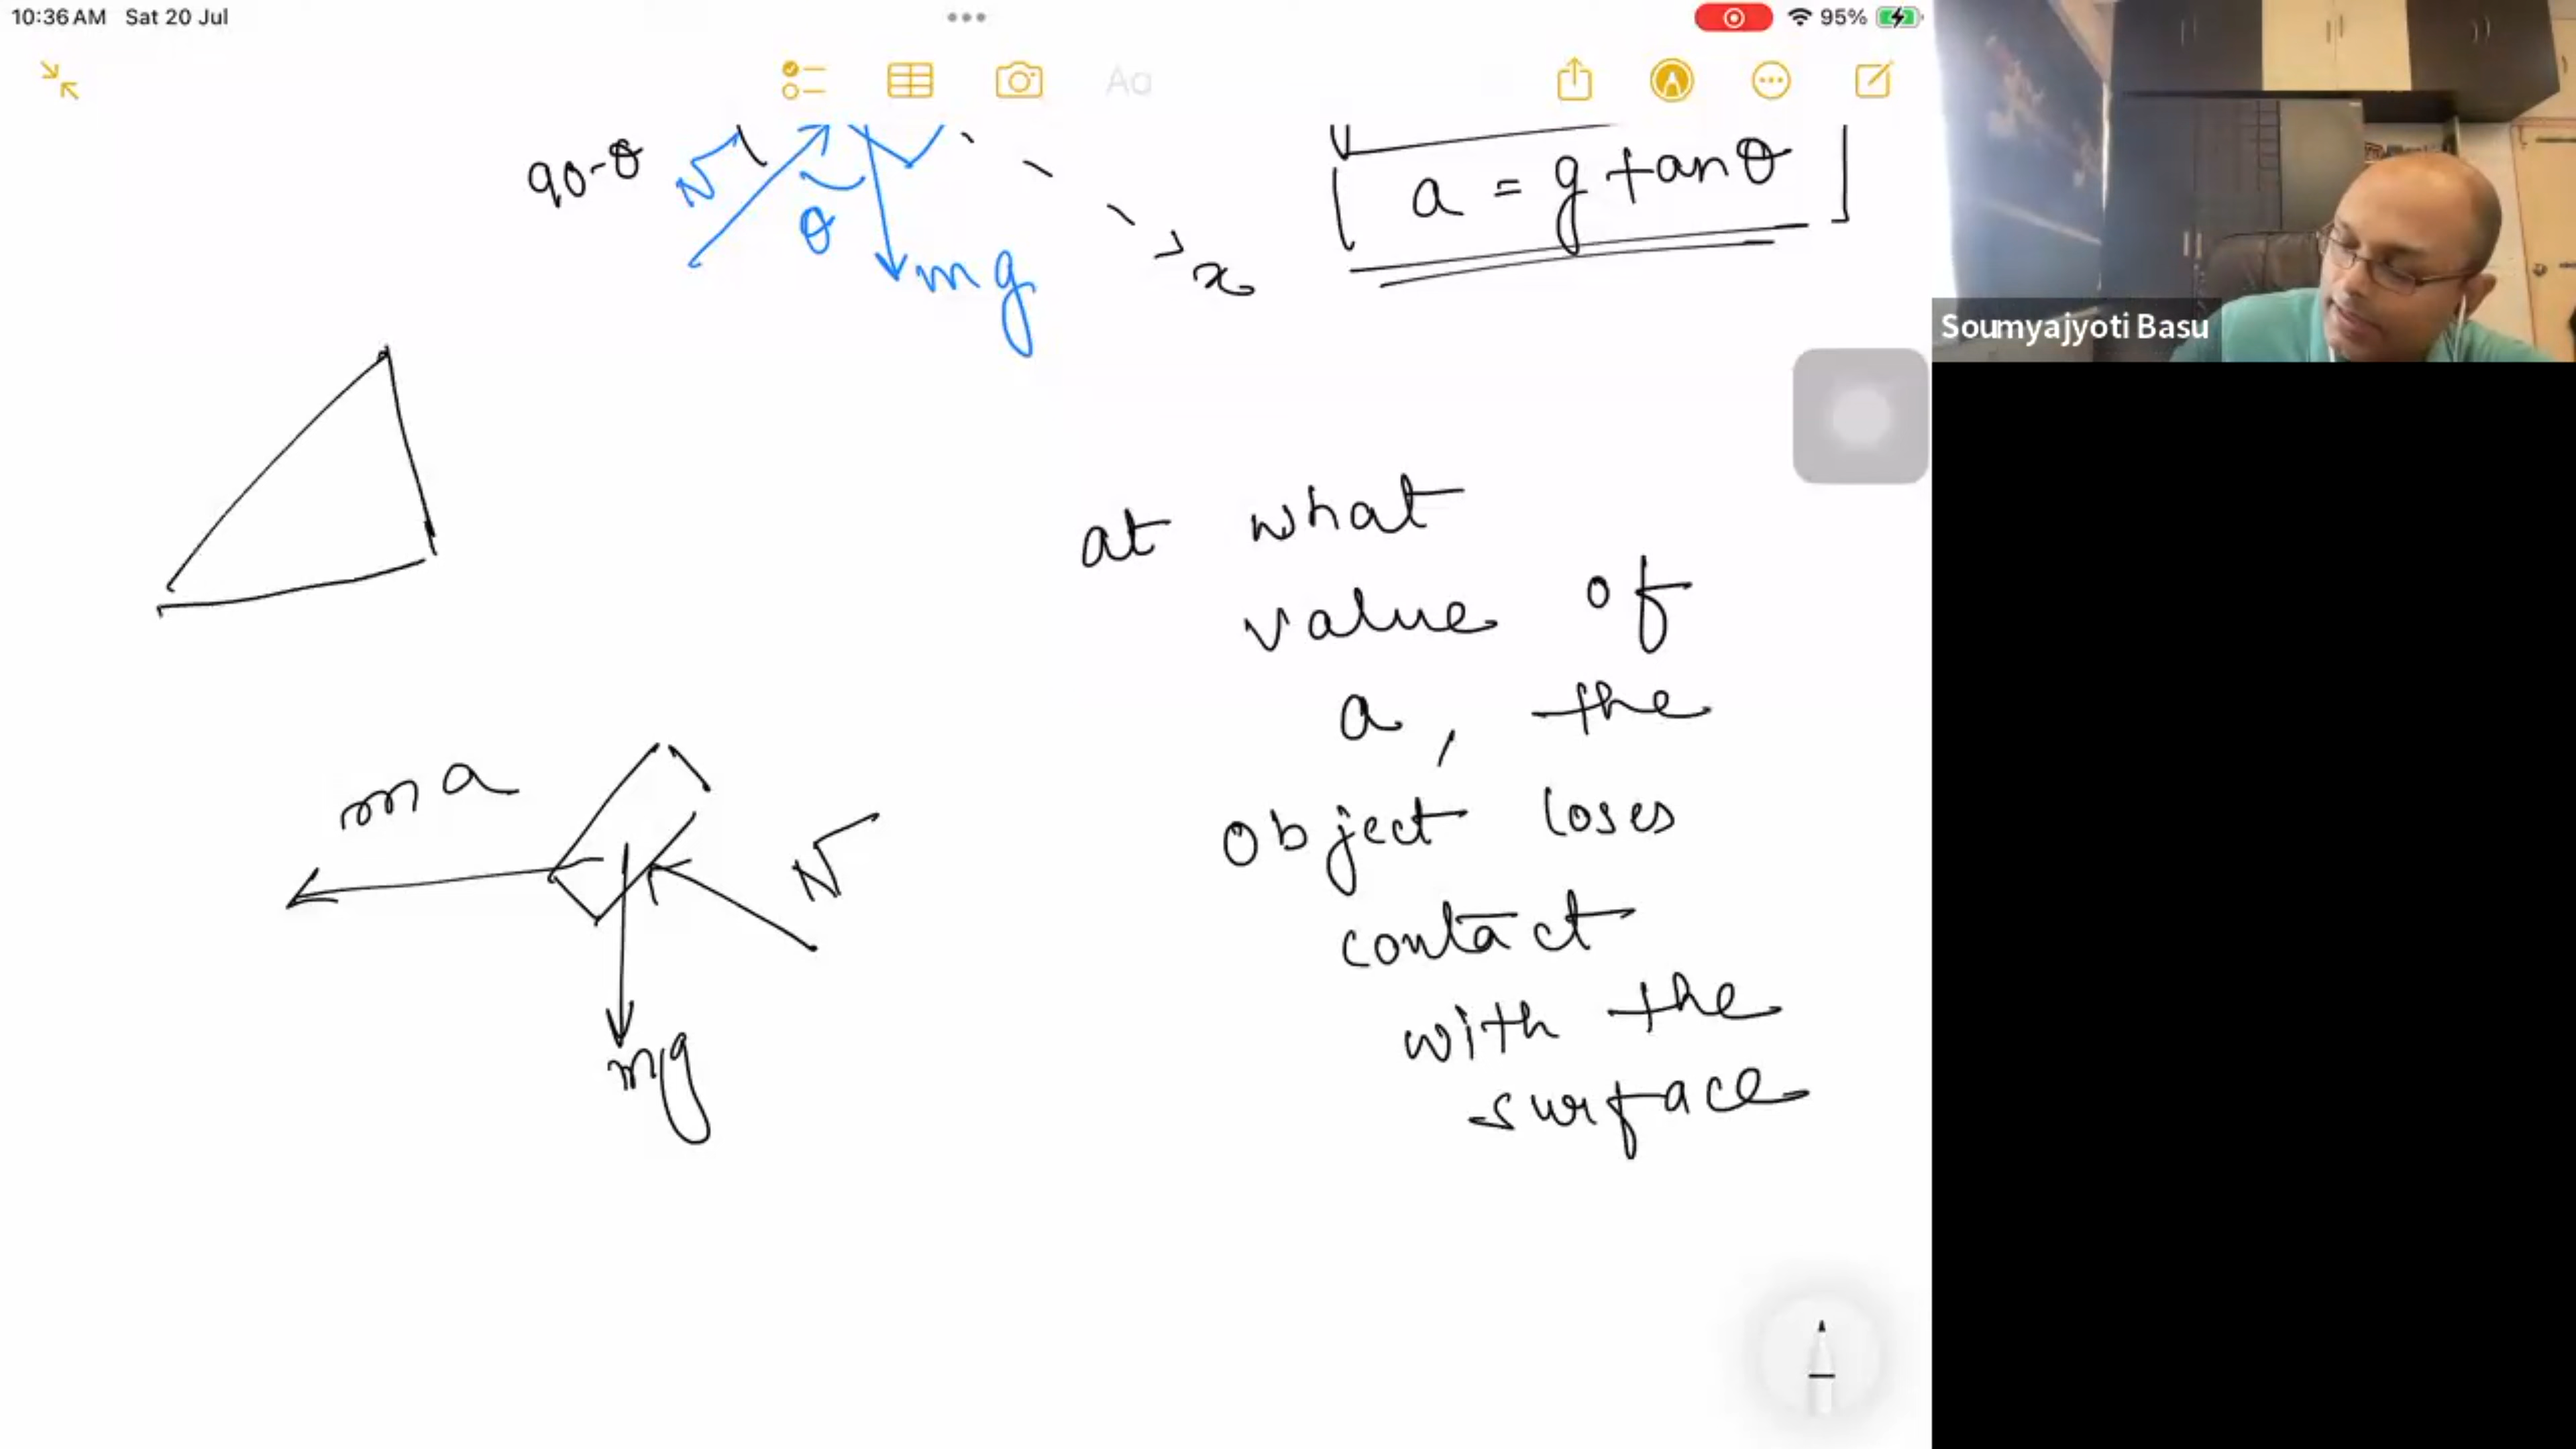 10:36 AM Sat 20 Jul
95%
90-θ
N
θ
mg
x
a = g tanθ
Soumyajyoti Basu
Aa
at what
value of
a, the
object loses
contact
with the
surface
ma
N
mg